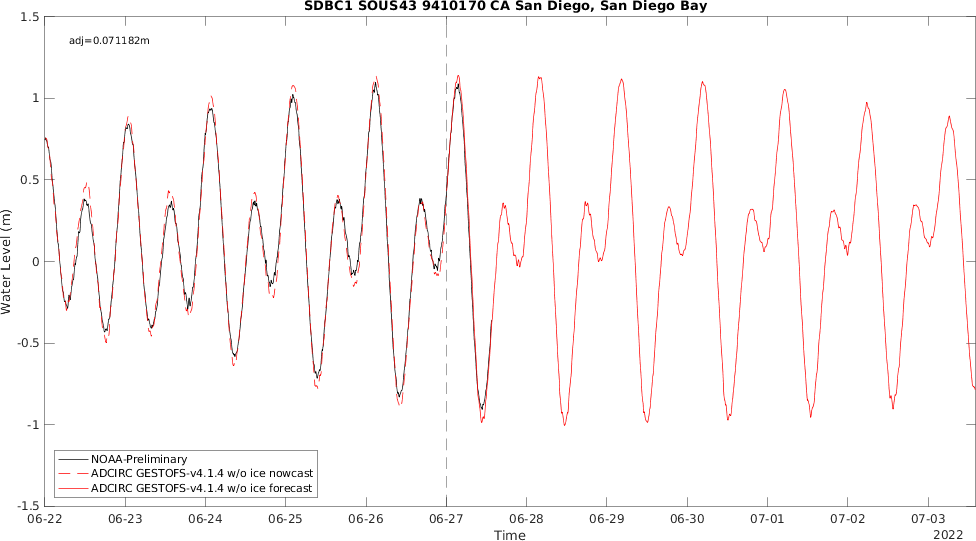 SDBC1 SOUS43 9410170 CA San Diego, San Diego Bay
1.5
adj=0.071182m
1
0.5
0
-0.5
-1
-1.5
Water Level (m)
NOAA-Preliminary
ADCIRC GESTOFS-v4.1.4 w/o ice nowcast
ADCIRC GESTOFS-v4.1.4 w/o ice forecast
06-22 06-23 06-24 06-25 06-26 06-27 06-28 06-29 06-30 07-01 07-02 07-03
Time
2022